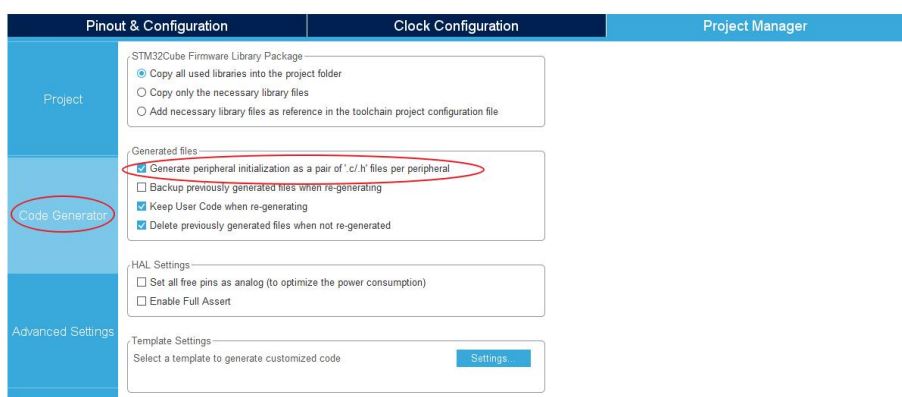 Pinout & Configuration
Clock Configuration
Project Manager
Project
Code Generator
Advanced Settings
STM32Cube Firmware Library Package
Copy all used libraries into the project folder
Copy only the necessary library files
Add necessary library files as reference in the toolchain project configuration file
Generated files
Generate peripheral initialization as a pair of '.c/.h' files per peripheral
Backup previously generated files when re-generating
Keep User Code when re-generating
Delete previously generated files when not re-generated
HAL Settings
Set all free pins as analog (to optimize the power consumption)
Enable Full Assert
Template Settings
Select a template to generate customized code
Settings...